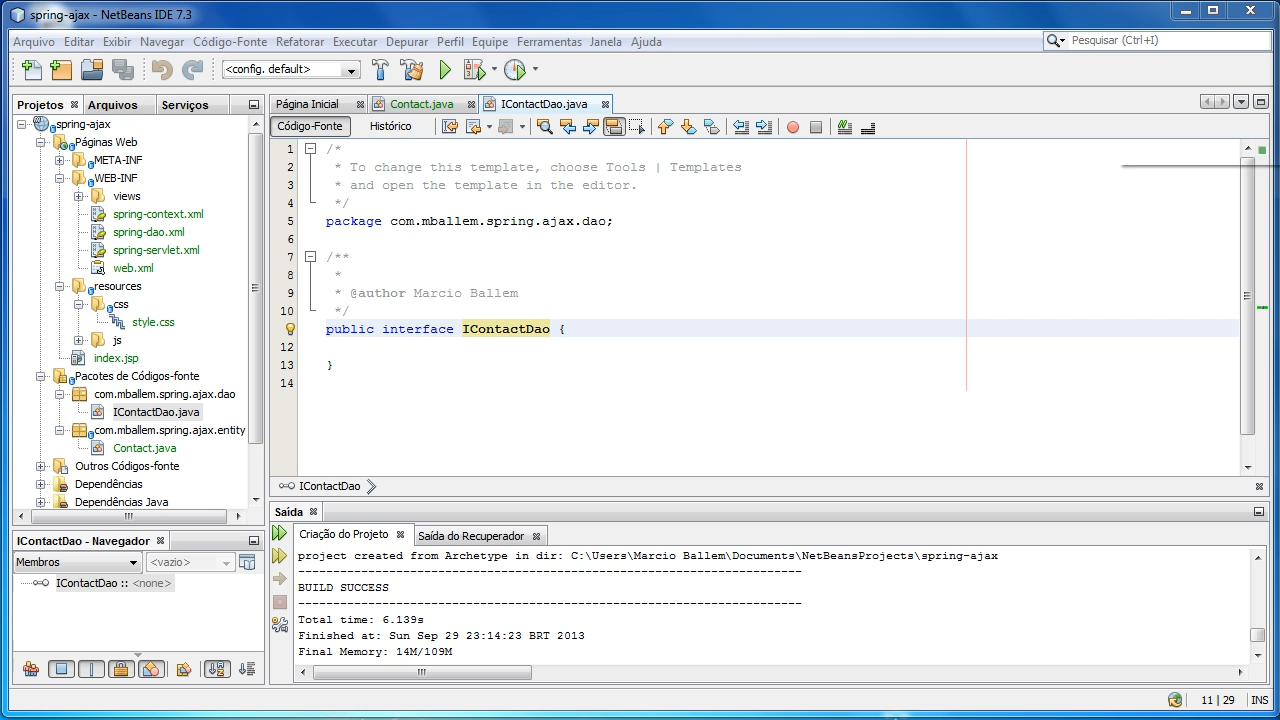 spring-ajax - NetBeans IDE 7.3
Arquivo Editar Exibir Navegar Código-Fonte Refatorar Executar Depurar Perfil Equipe Ferramentas Janela Ajuda
Pesquisar (Ctrl+I)
<config. default>
Projetos Arquivos Serviços
spring-ajax
Páginas Web
META-INF
WEB-INF
views
spring-context.xml
spring-dao.xml
spring-servlet.xml
web.xml
resources
css
style.css
js
index.jsp
Pacotes de Códigos-fonte
com.mballem.spring.ajax.dao
IContactDao.java
com.mballem.spring.ajax.entity
Contact.java
Outros Códigos-fonte
Dependências
Dependências Java
IContactDao - Navegador
Membros <vazio>
IContactDao :: <none>
Página Inicial Contact.java IContactDao.java
Código-Fonte Histórico
1 /*
2 * To change this template, choose Tools | Templates
3 * and open the template in the editor.
4 */
5 package com.mballem.spring.ajax.dao;
6
7 /**
8 *
9 * @author Marcio Ballem
10 */
public interface IContactDao {
12
13 }
14
IContactDao
Saída
Criação do Projeto Saída do Recuperador
project created from Archetype in dir: C:\Users\Marcio Ballem\Documents\NetBeansProjects\spring-ajax
------------------------------------------------------------------------
BUILD SUCCESS
------------------------------------------------------------------------
Total time: 6.139s
Finished at: Sun Sep 29 23:14:23 BRT 2013
Final Memory: 14M/109M
11 | 29 INS